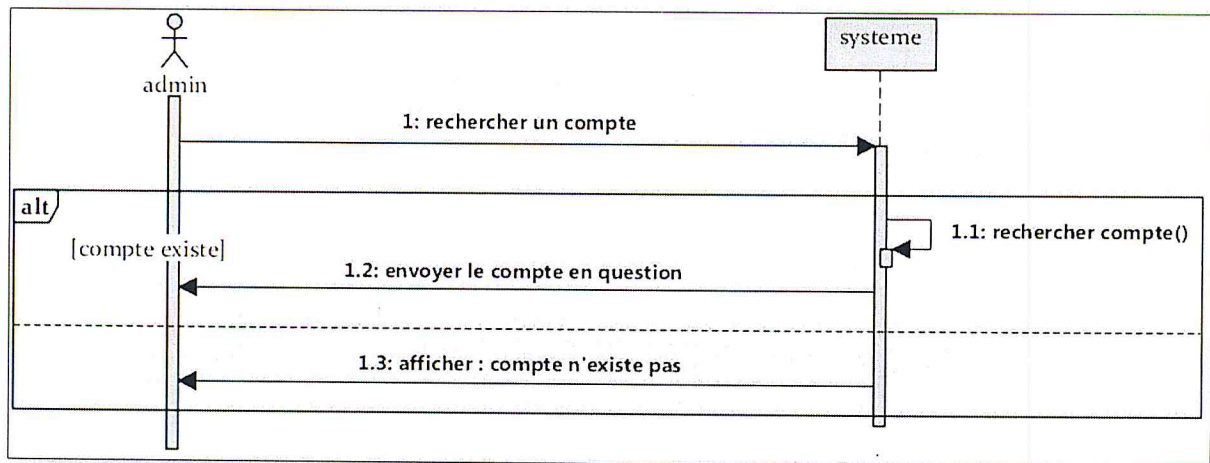 systeme
admin
1: rechercher un compte
alt
1.1: rechercher compte()
[compte existe]
1.2: envoyer le compte en question
1.3: afficher : compte n'existe pas